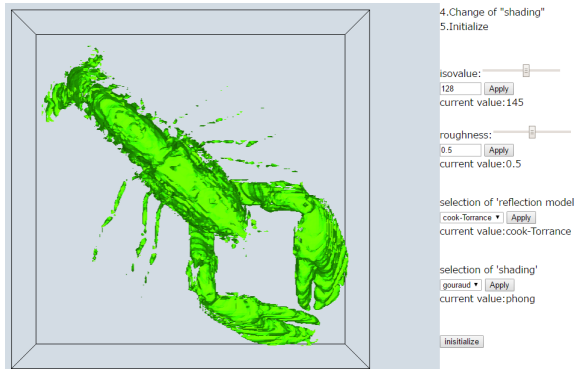 4.Change of "shading"
5.Initialize
isovalue:
128 Apply
current value:145
roughness:
0.5 Apply
current value:0.5
selection of 'reflection model
cook-Torrance Apply
current value:cook-Torrance
selection of 'shading'
gouraud Apply
current value:phong
inisitialize